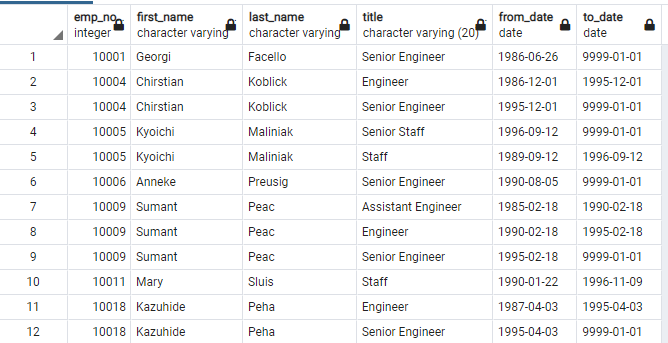 emp_no first_name last_name title from_date to_date
integer character varying character varying character varying (20) date date
1 10001 Georgi Facello Senior Engineer 1986-06-26 9999-01-01
2 10004 Chirstian Koblick Engineer 1986-12-01 1995-12-01
3 10004 Chirstian Koblick Senior Engineer 1995-12-01 9999-01-01
4 10005 Kyoichi Maliniak Senior Staff 1996-09-12 9999-01-01
5 10005 Kyoichi Maliniak Staff 1989-09-12 1996-09-12
6 10006 Anneke Preusig Senior Engineer 1990-08-05 9999-01-01
7 10009 Sumant Peac Assistant Engineer 1985-02-18 1990-02-18
8 10009 Sumant Peac Engineer 1990-02-18 1995-02-18
9 10009 Sumant Peac Senior Engineer 1995-02-18 9999-01-01
10 10011 Mary Sluis Staff 1990-01-22 1996-11-09
11 10018 Kazuhide Peha Engineer 1987-04-03 1995-04-03
12 10018 Kazuhide Peha Senior Engineer 1995-04-03 9999-01-01